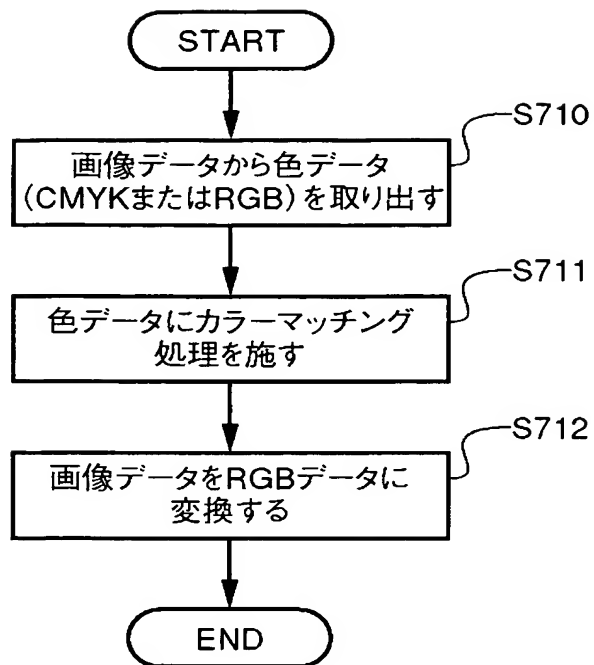 START
S710
画像データから色データ
(CMYKまたはRGB)を取り出す
S711
色データにカラーマッチング
処理を施す
S712
画像データをRGBデータに
変換する
END